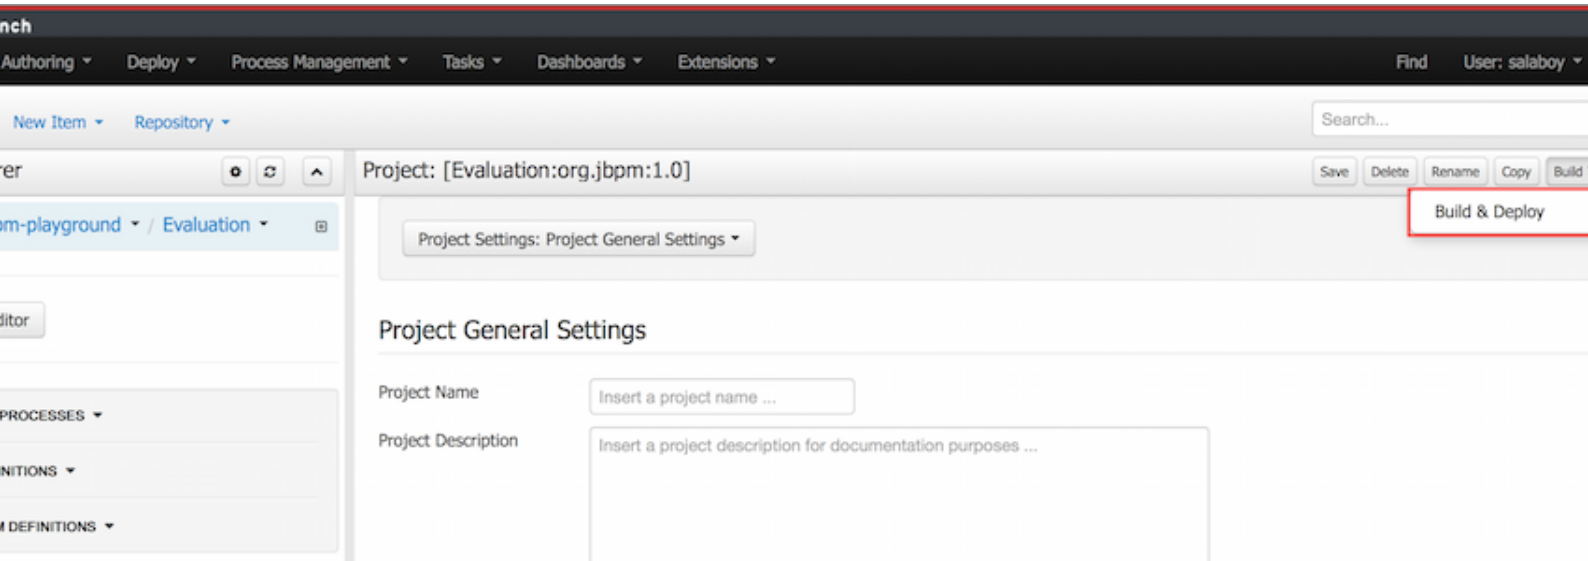 nch
Authoring Deploy Process Management Tasks Dashboards Extensions Find User: salaboy
New Item Repository Search...
rer Project: [Evaluation:org.jbpm:1.0] Save Delete Rename Copy Build
Build & Deploy
om-playground / Evaluation
Project Settings: Project General Settings
ditor
Project General Settings
Project Name Insert a project name ...
PROCESSES
Project Description Insert a project description for documentation purposes ...
NITIONS
M DEFINITIONS